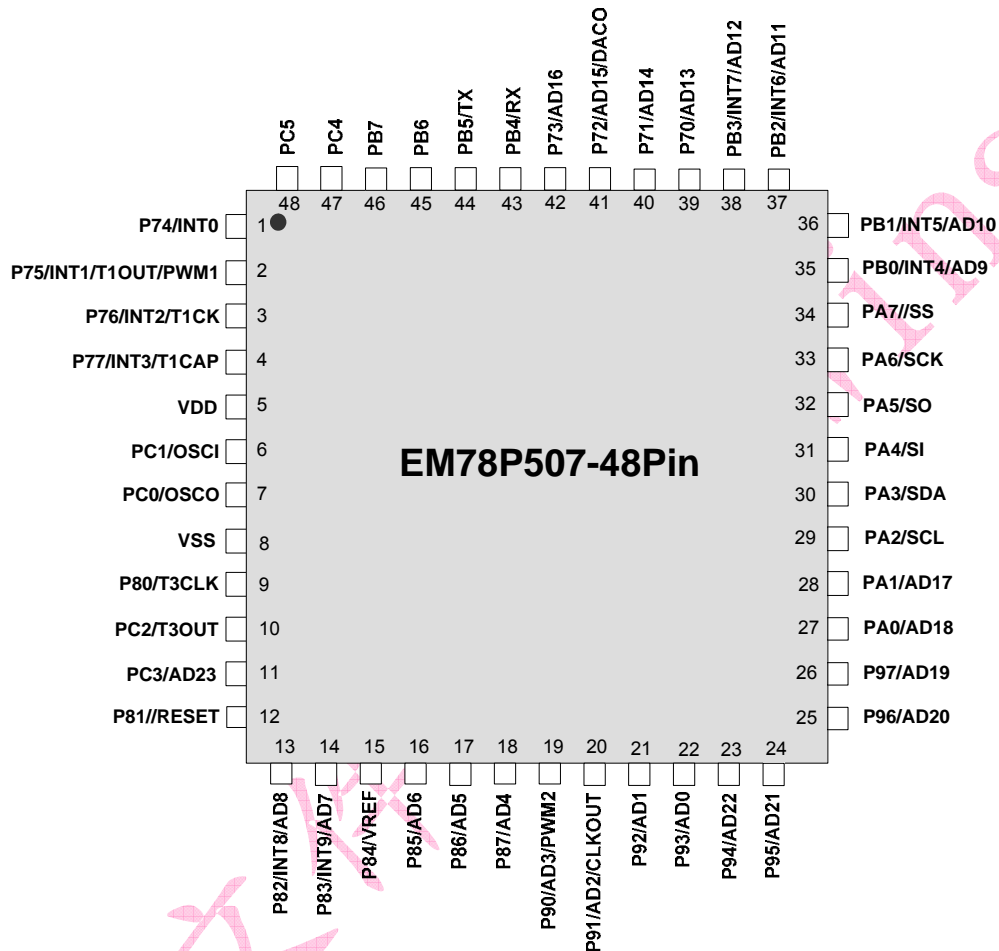 PC5
PC4
PB7
PB6
PB5/TX
PB4/RX
P73/AD16
P72/AD15/DACO
P71/AD14
P70/AD13
PB3/INT7/AD12
PB2/INT6/AD11
48
47
46
45
44
43
42
41
40
39
38
37
P74/INT0
1
P75/INT1/T1OUT/PWM1
2
P76/INT2/T1CK
3
P77/INT3/T1CAP
4
VDD
5
PC1/OSCI
6
PC0/OSCO
7
VSS
8
P80/T3CLK
9
PC2/T3OUT
10
PC3/AD23
11
P81//RESET
12
EM78P507-48Pin
36
PB1/INT5/AD10
35
PB0/INT4/AD9
34
PA7//SS
33
PA6/SCK
32
PA5/SO
31
PA4/SI
30
PA3/SDA
29
PA2/SCL
28
PA1/AD17
27
PA0/AD18
26
P97/AD19
25
P96/AD20
13
14
15
16
17
18
19
20
21
22
23
24
P82/INT8/AD8
P83/INT9/AD7
P84/VREF
P85/AD6
P86/AD5
P87/AD4
P90/AD3/PWM2
P91/AD2/CLKOUT
P92/AD1
P93/AD0
P94/AD22
P95/AD21